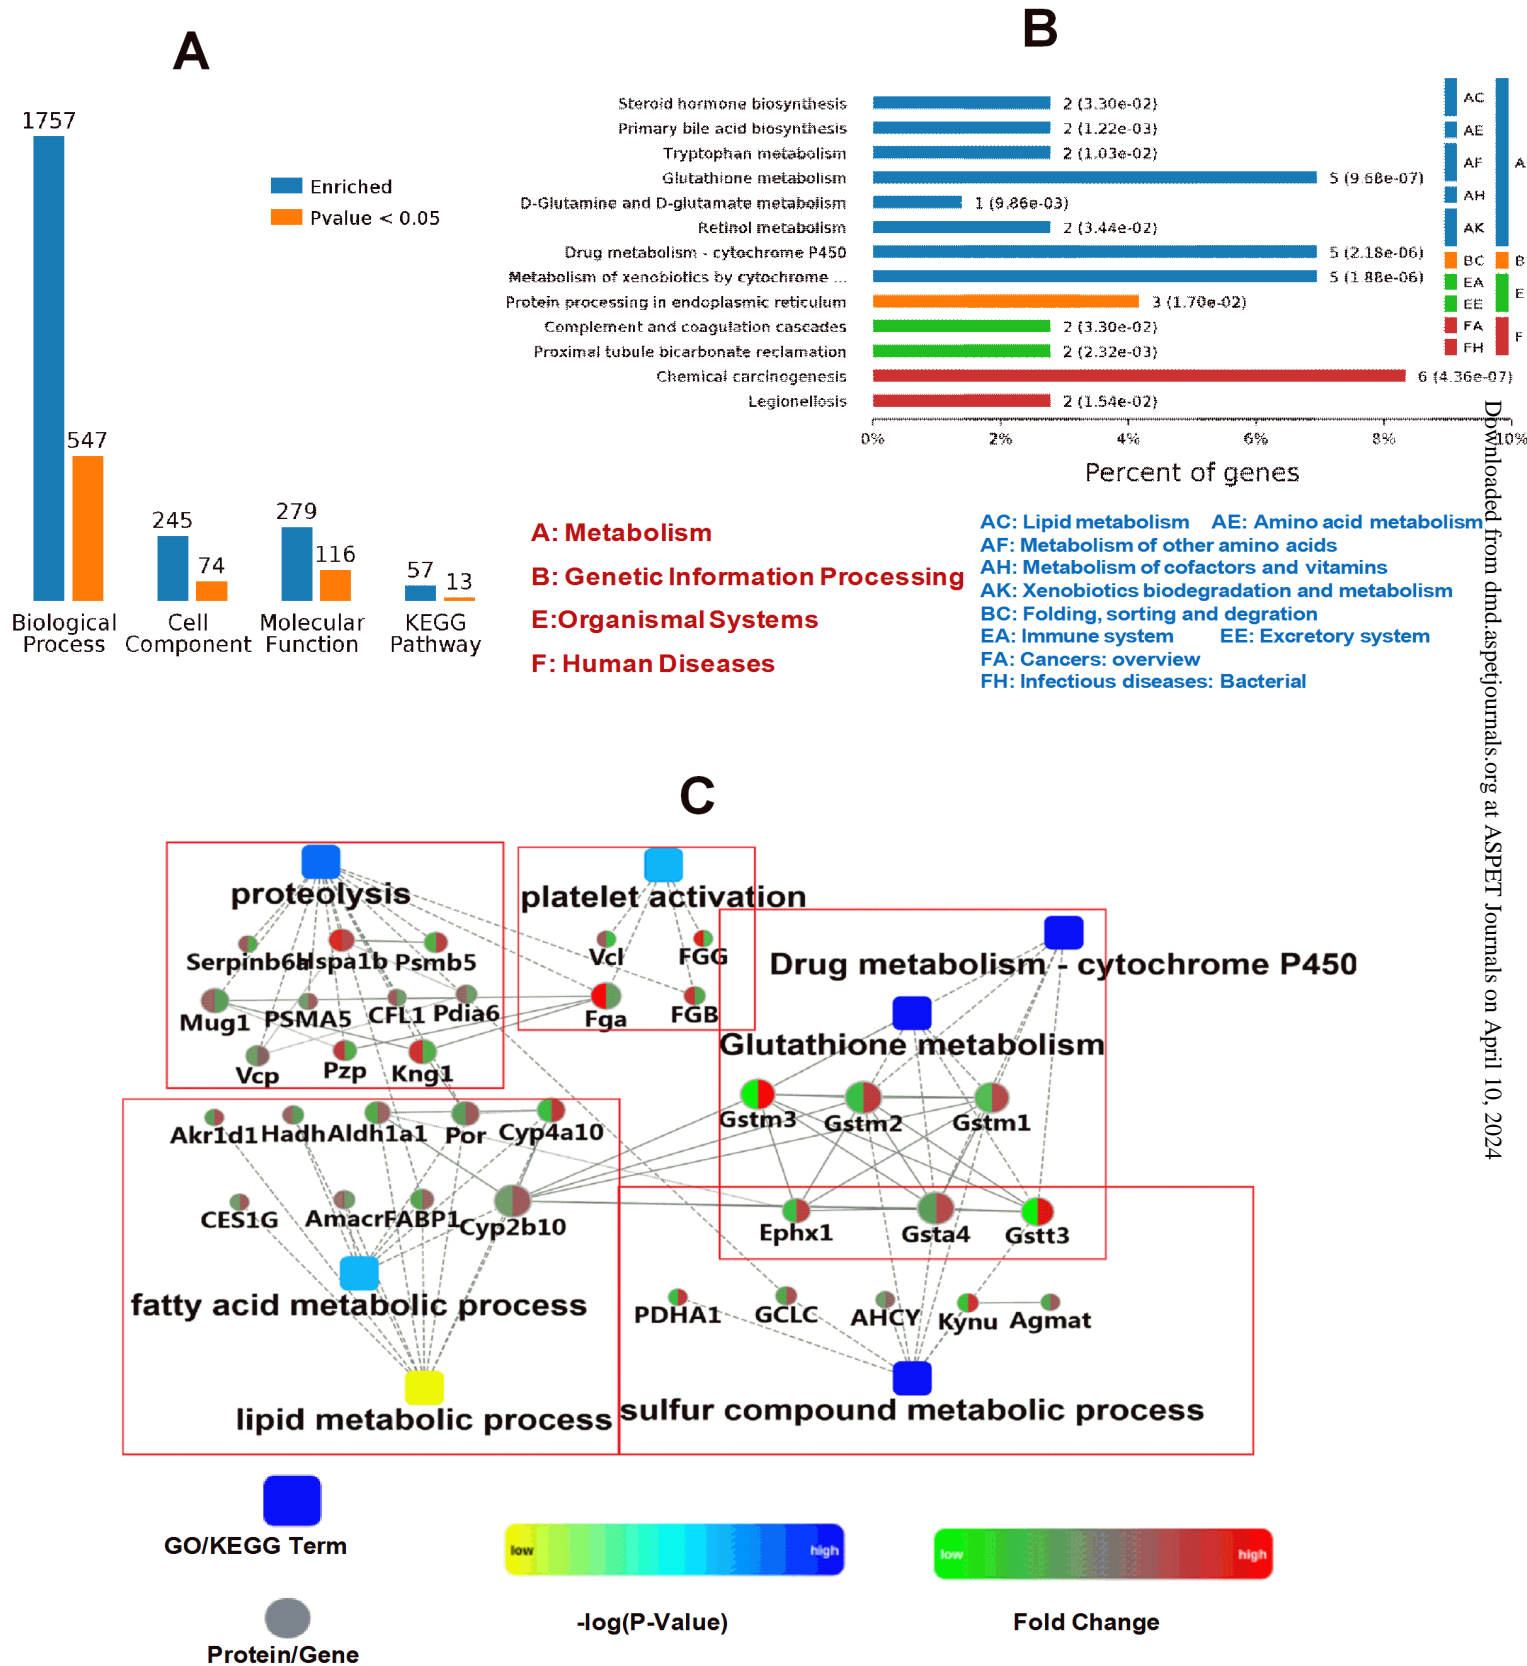 A
1757
547
245
74
279
116
57
13
Enriched
Pvalue < 0.05
Biological
Process
Cell
Component
Molecular
Function
KEGG
Pathway
B
Steroid hormone biosynthesis 2 (3.30e-02)
Primary bile acid biosynthesis 2 (1.22e-03)
Tryptophan metabolism 2 (1.03e-02)
Glutathione metabolism 5 (9.68e-07)
D-Glutamine and D-glutamate metabolism 1 (9.86e-03)
Retinol metabolism 2 (3.44e-02)
Drug metabolism - cytochrome P450 5 (2.18e-06)
Metabolism of xenobiotics by cytochrome ... 5 (1.88e-06)
Protein processing in endoplasmic reticulum 3 (1.70e-02)
Complement and coagulation cascades 2 (3.30e-02)
Proximal tubule bicarbonate reclamation 2 (2.32e-03)
Chemical carcinogenesis 6 (4.36e-07)
Legionellosis 2 (1.54e-02)
0% 2% 4% 6% 8% 10%
Percent of genes
AC
AE
AF
AH
AK
BC
EA
EE
FA
FH
A
B
E
F
A: Metabolism
B: Genetic Information Processing
E:Organismal Systems
F: Human Diseases
AC: Lipid metabolism AE: Amino acid metabolism
AF: Metabolism of other amino acids
AH: Metabolism of cofactors and vitamins
AK: Xenobiotics biodegradation and metabolism
BC: Folding, sorting and degration
EA: Immune system EE: Excretory system
FA: Cancers: overview
FH: Infectious diseases: Bacterial
Downloaded from dmd.aspetjournals.org at ASPET Journals on April 10, 2024
C
proteolysis
Serpinb6a Hspa1b Psmb5
Mug1 PSMA5 CFL1 Pdia6
Vcp Pzp Kng1
platelet activation
Vcl FGG
Fga FGB
Drug metabolism - cytochrome P450
Glutathione metabolism
Gstm3 Gstm2 Gstm1
Ephx1 Gsta4 Gstt3
Akr1d1 Hadh Aldh1a1 Por Cyp4a10
CES1G Amacr FABP1 Cyp2b10
fatty acid metabolic process
lipid metabolic process
PDHA1 GCLC AHCY Kynu Agmat
sulfur compound metabolic process
GO/KEGG Term
Protein/Gene
low high
-log(P-Value)
low high
Fold Change